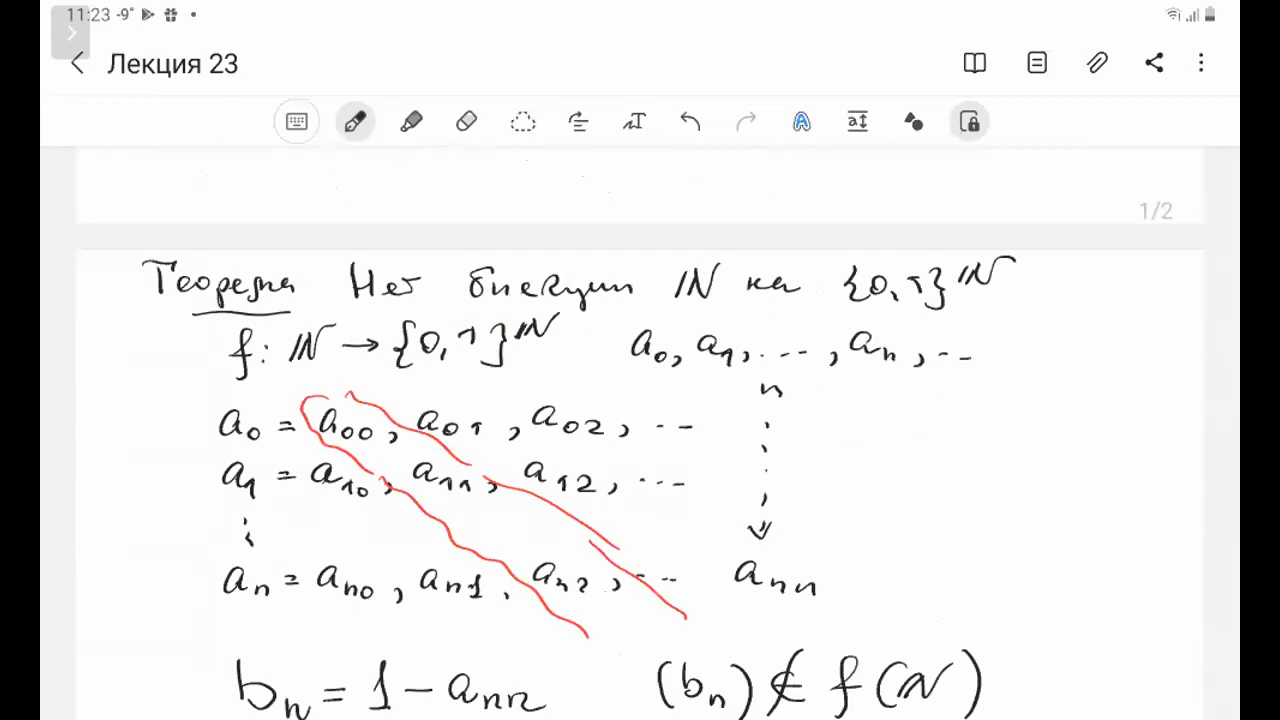 11:23 -9°
Лекция 23
1/2
Теорема Нет биекции ℕ на {0,1}^ℕ
f: ℕ → {0,1}^ℕ a₀, a₁, ..., aₙ, ...
n
a₀ = a₀₀, a₀₁, a₀₂, ...
a₁ = a₁₀, a₁₁, a₁₂, ...
⋮
aₙ = aₙ₀, aₙ₁, aₙ₂, ... aₙₙ
bₙ = 1 − aₙₙ (bₙ) ∉ f(ℕ)